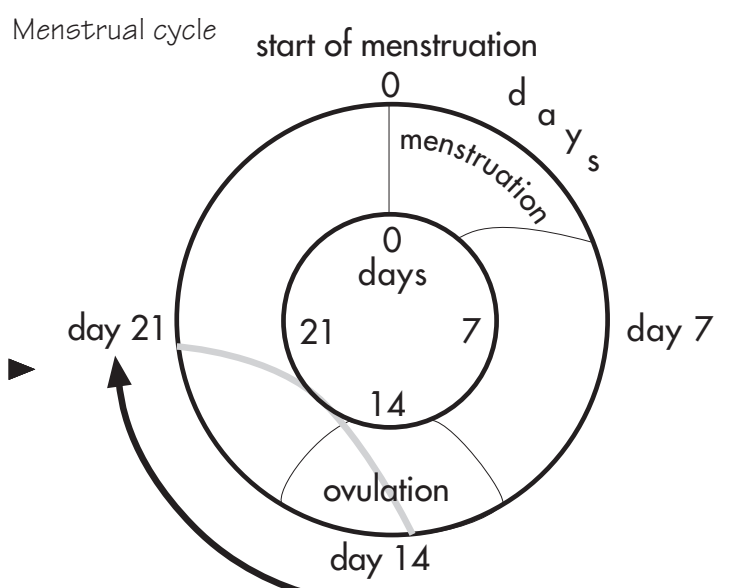 Menstrual cycle
start of menstruation
0
days
menstruation
0
days
day 21
21
7
day 7
14
ovulation
day 14